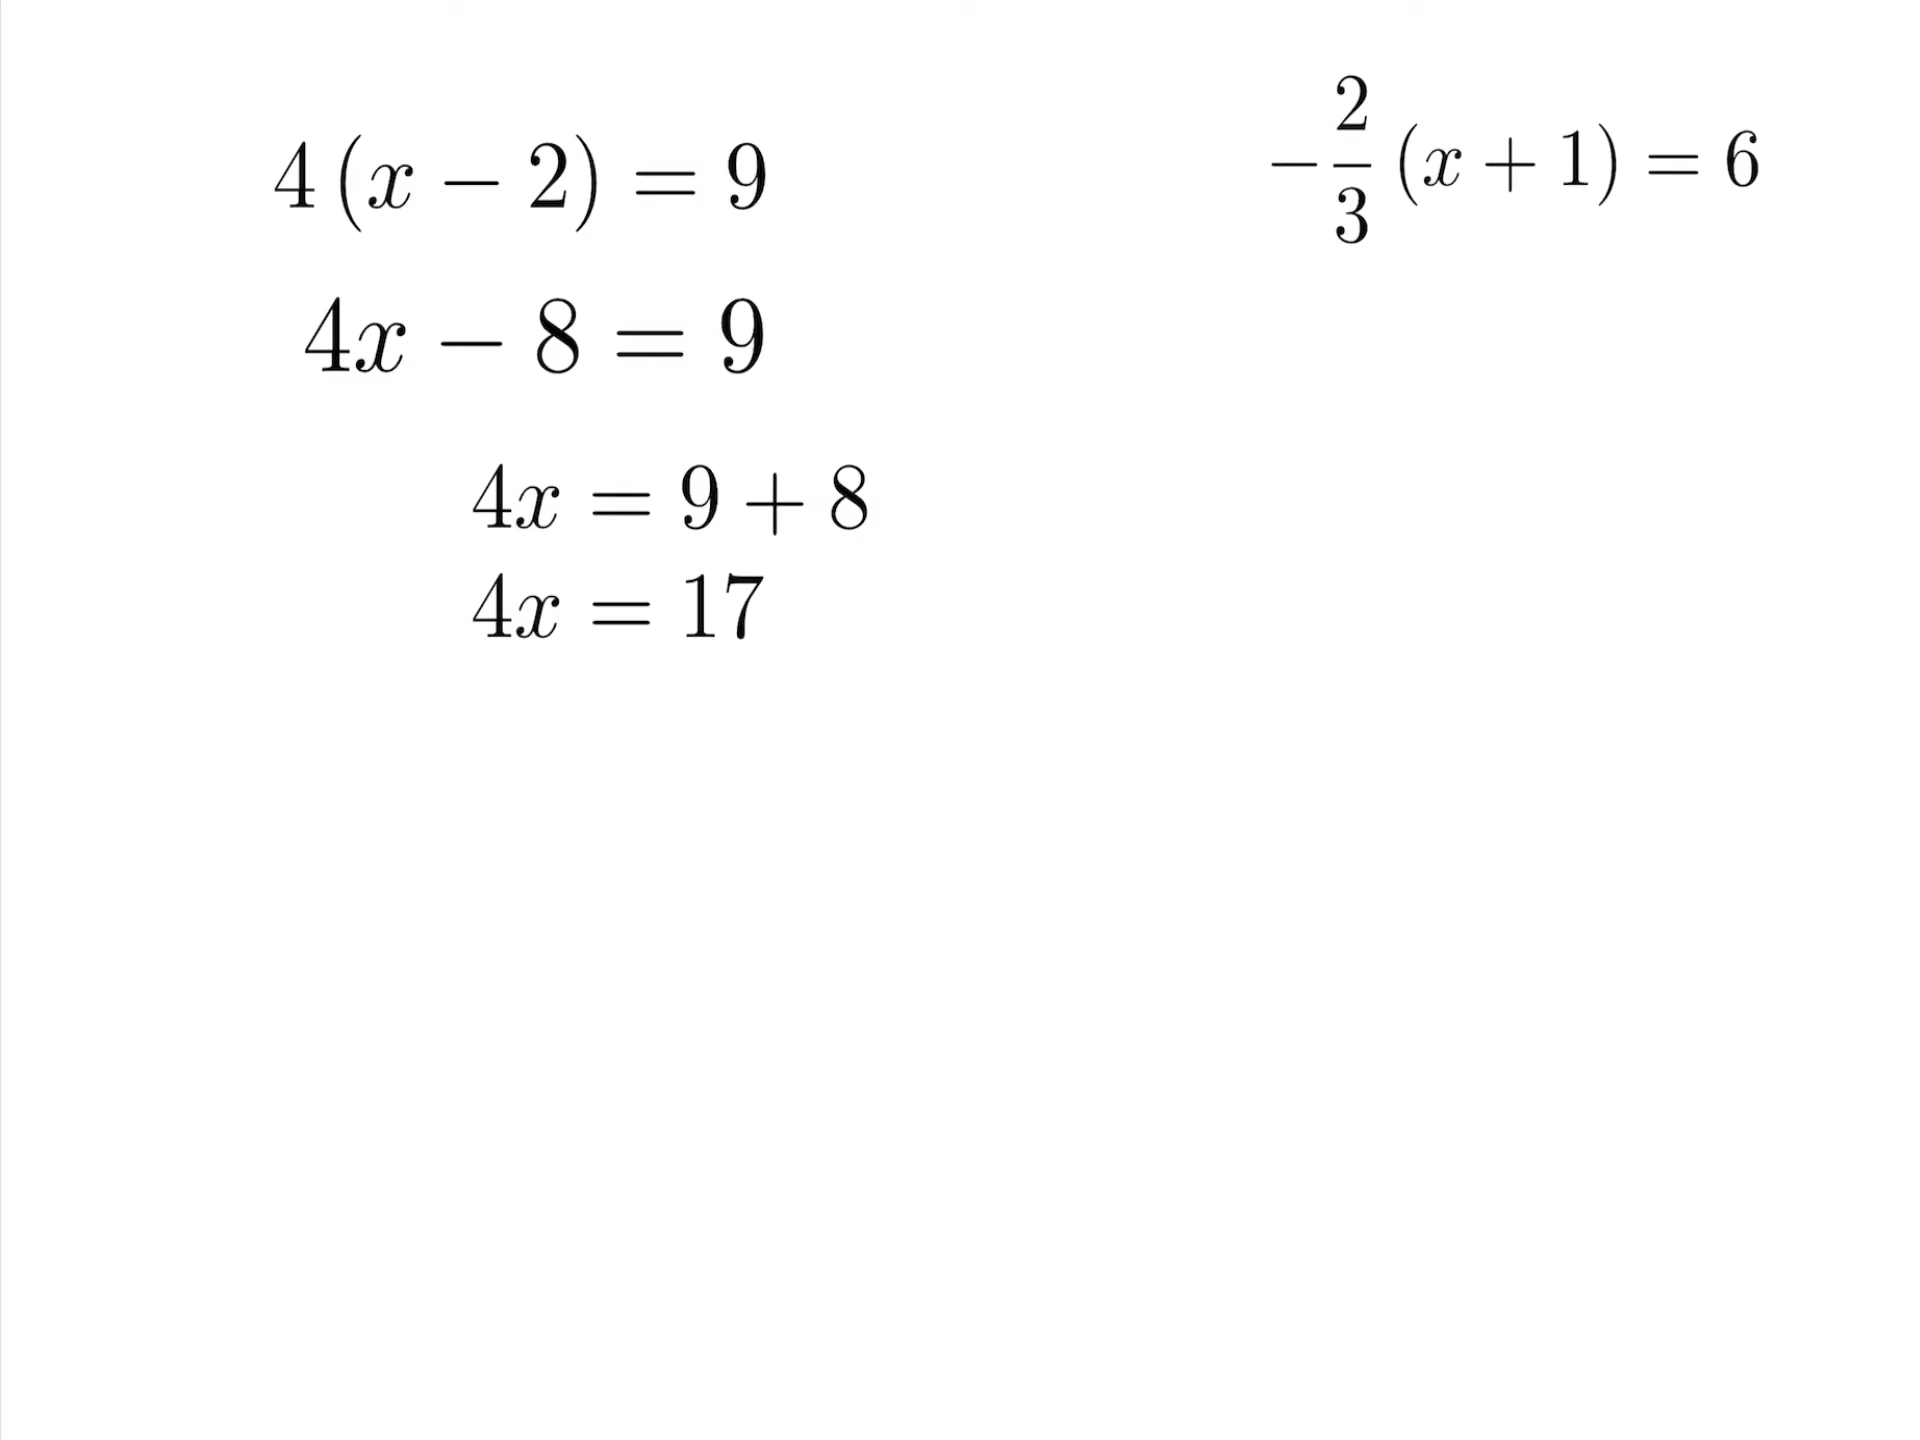 4 (x − 2) = 9
4x − 8 = 9
4x = 9 + 8
4x = 17
−2/3 (x + 1) = 6